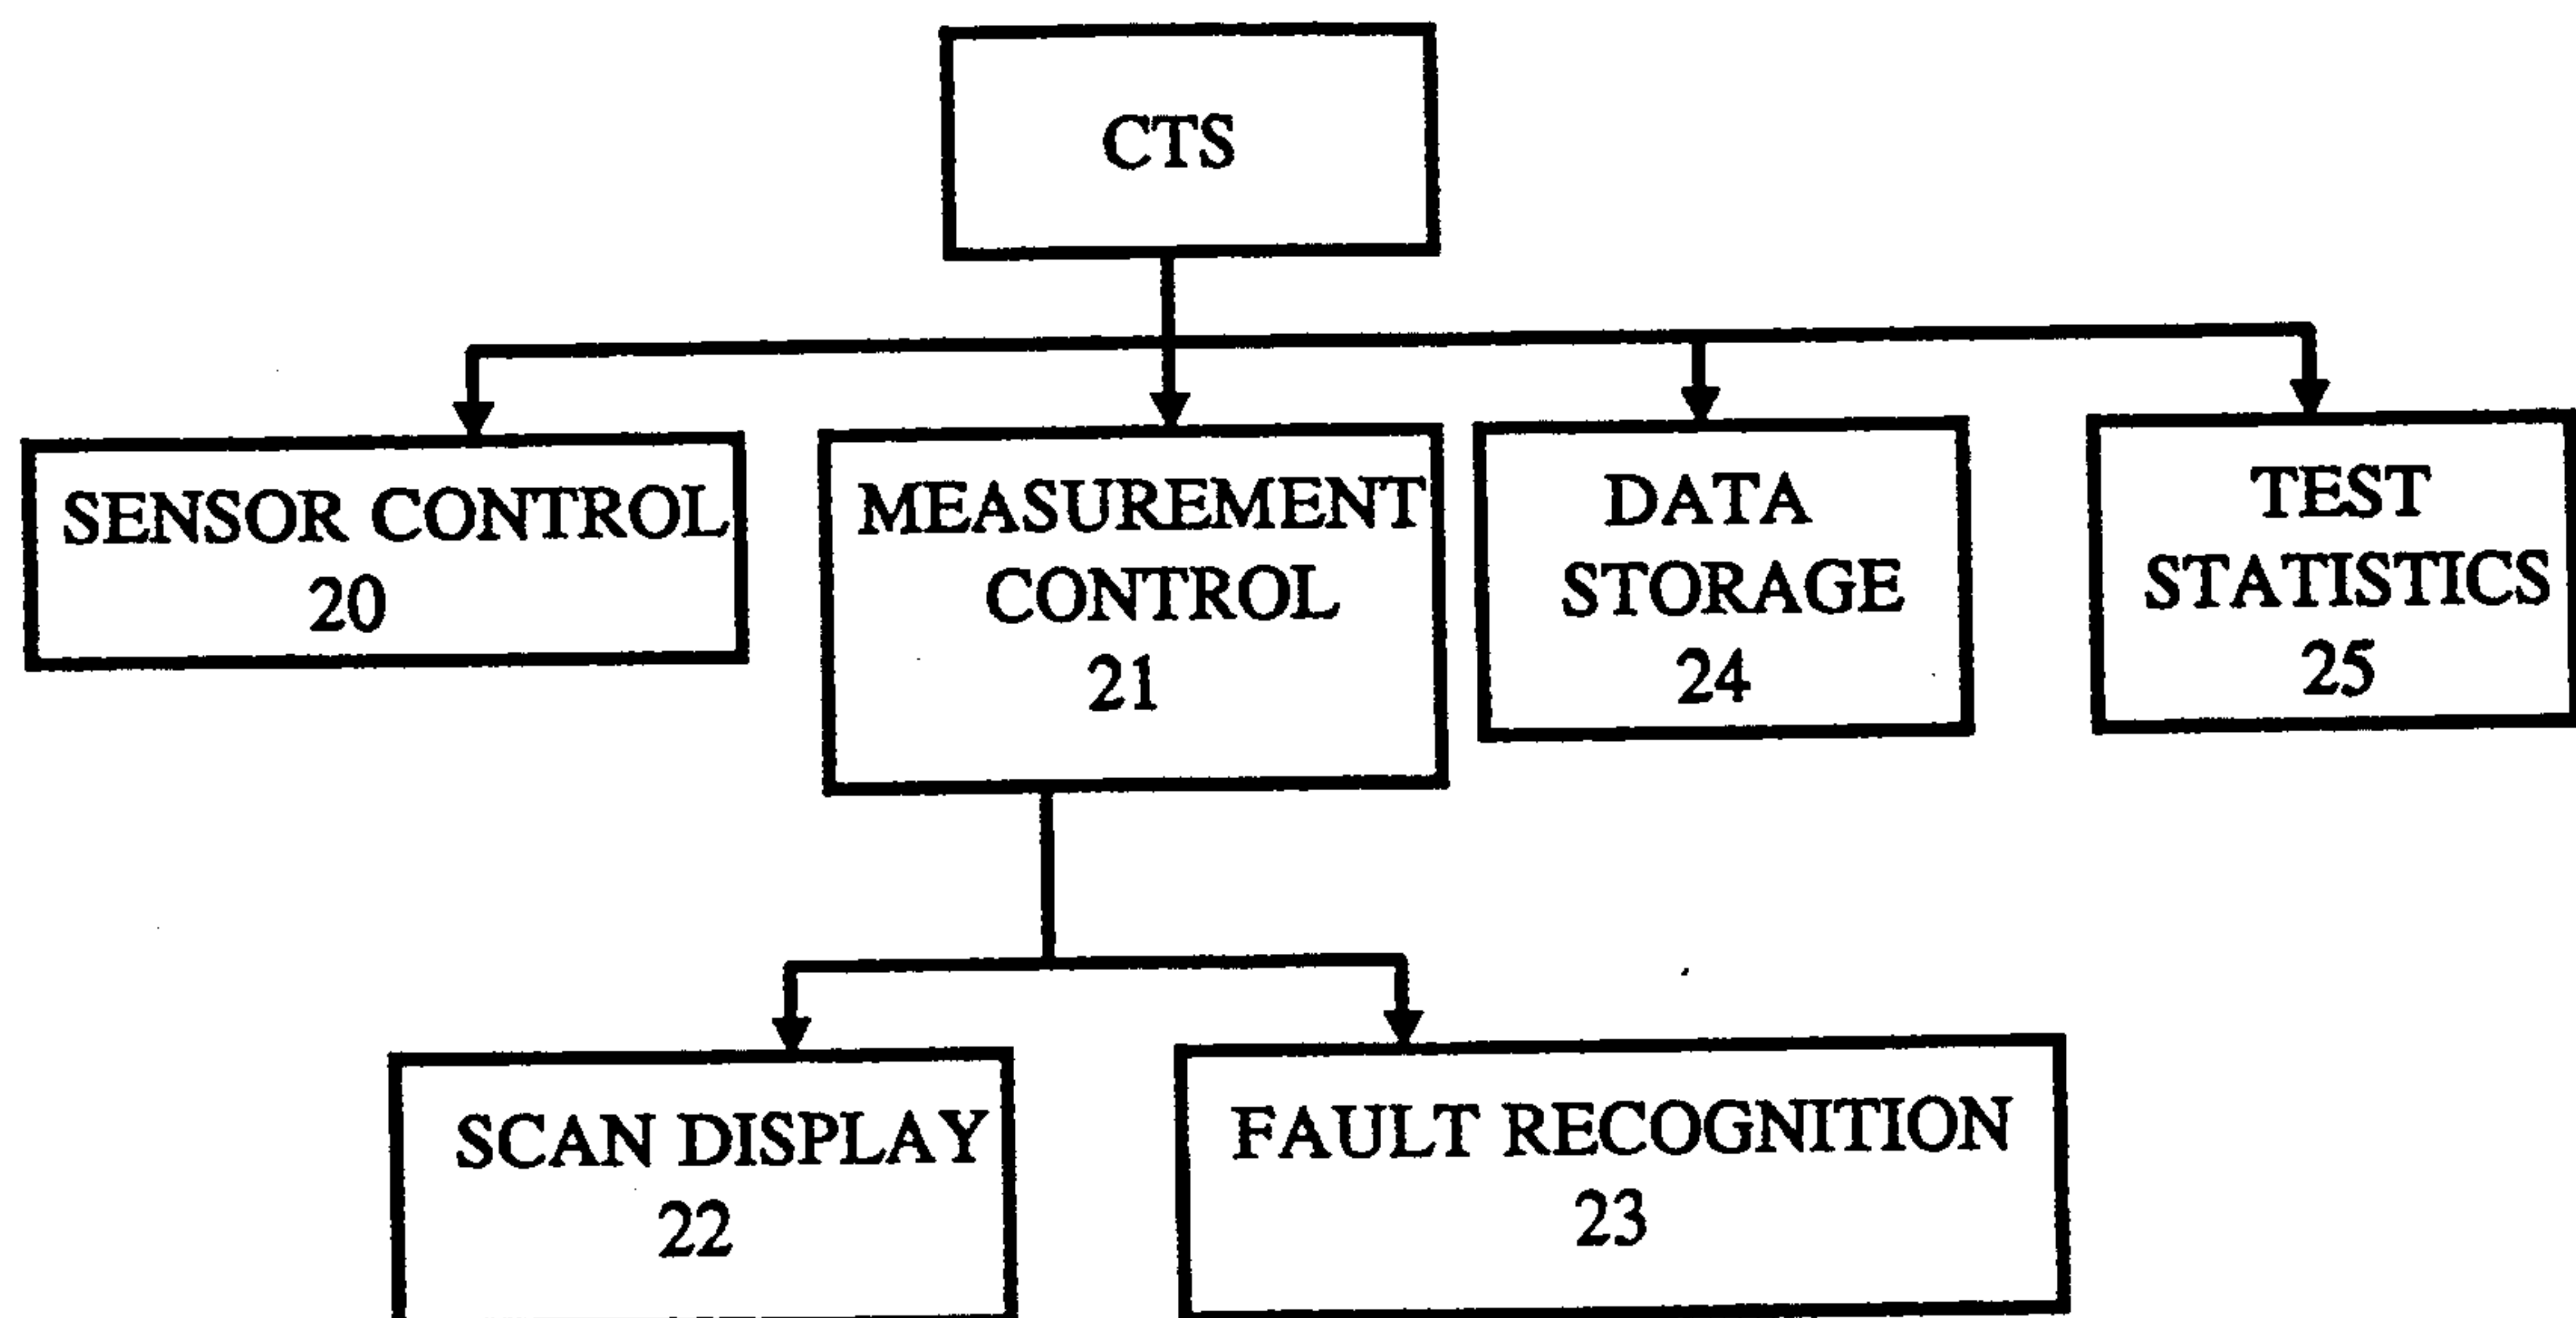 CTS
SENSOR CONTROL
20
MEASUREMENT
CONTROL
21
DATA
STORAGE
24
TEST
STATISTICS
25
SCAN DISPLAY
22
FAULT RECOGNITION
23